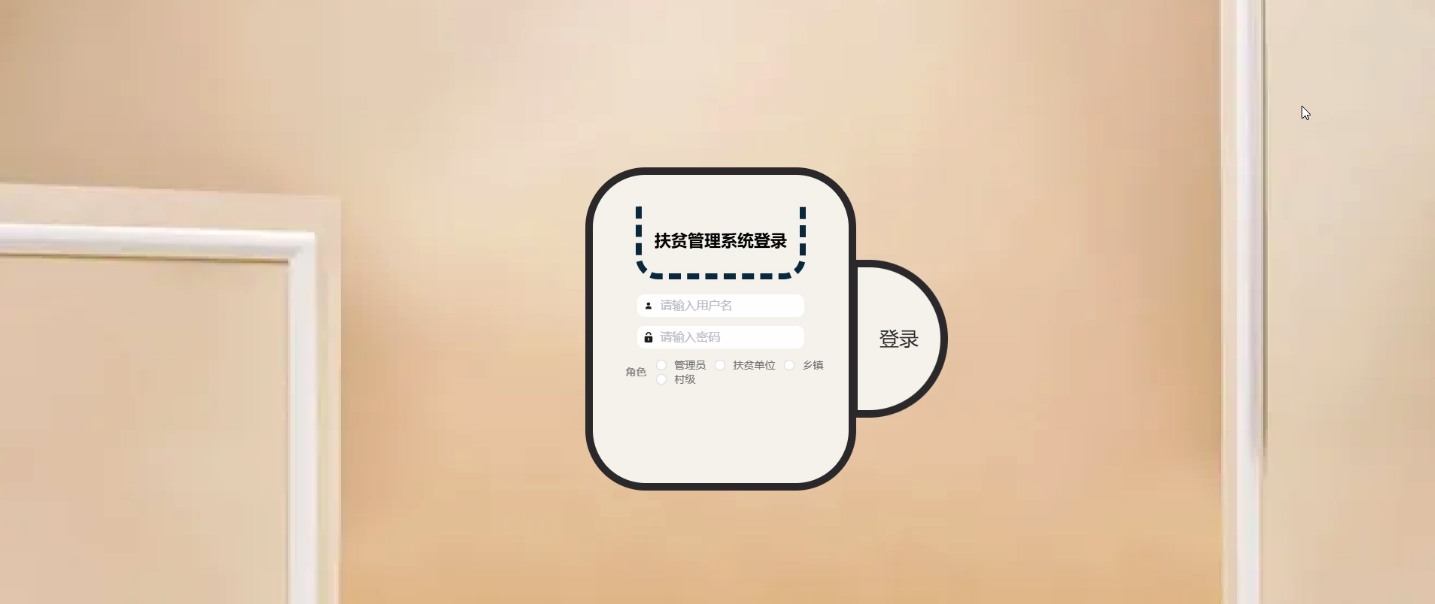 扶贫管理系统登录
请输入用户名
请输入密码
登录
角色 管理员 扶贫单位 乡镇
村级